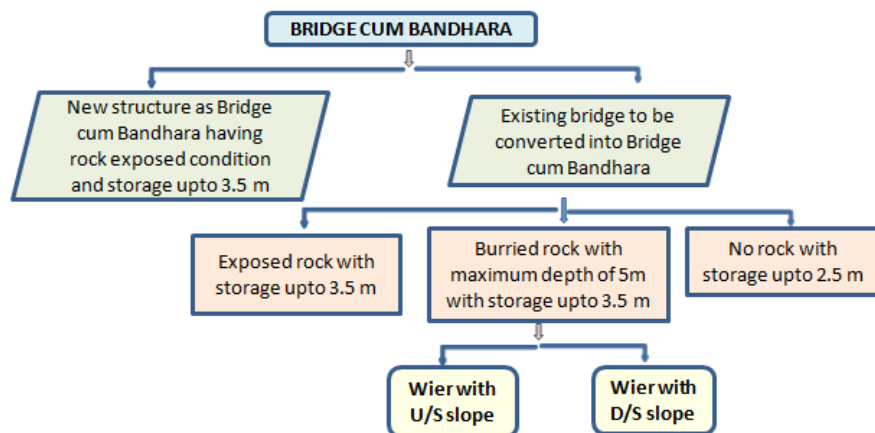 BRIDGE CUM BANDHARA
New structure as Bridge
cum Bandhara having
rock exposed condition
and storage upto 3.5 m
Existing bridge to be
converted into Bridge
cum Bandhara
Exposed rock with
storage upto 3.5 m
Burried rock with
maximum depth of 5m
with storage upto 3.5 m
No rock with
storage upto 2.5 m
Wier with
U/S slope
Wier with
D/S slope